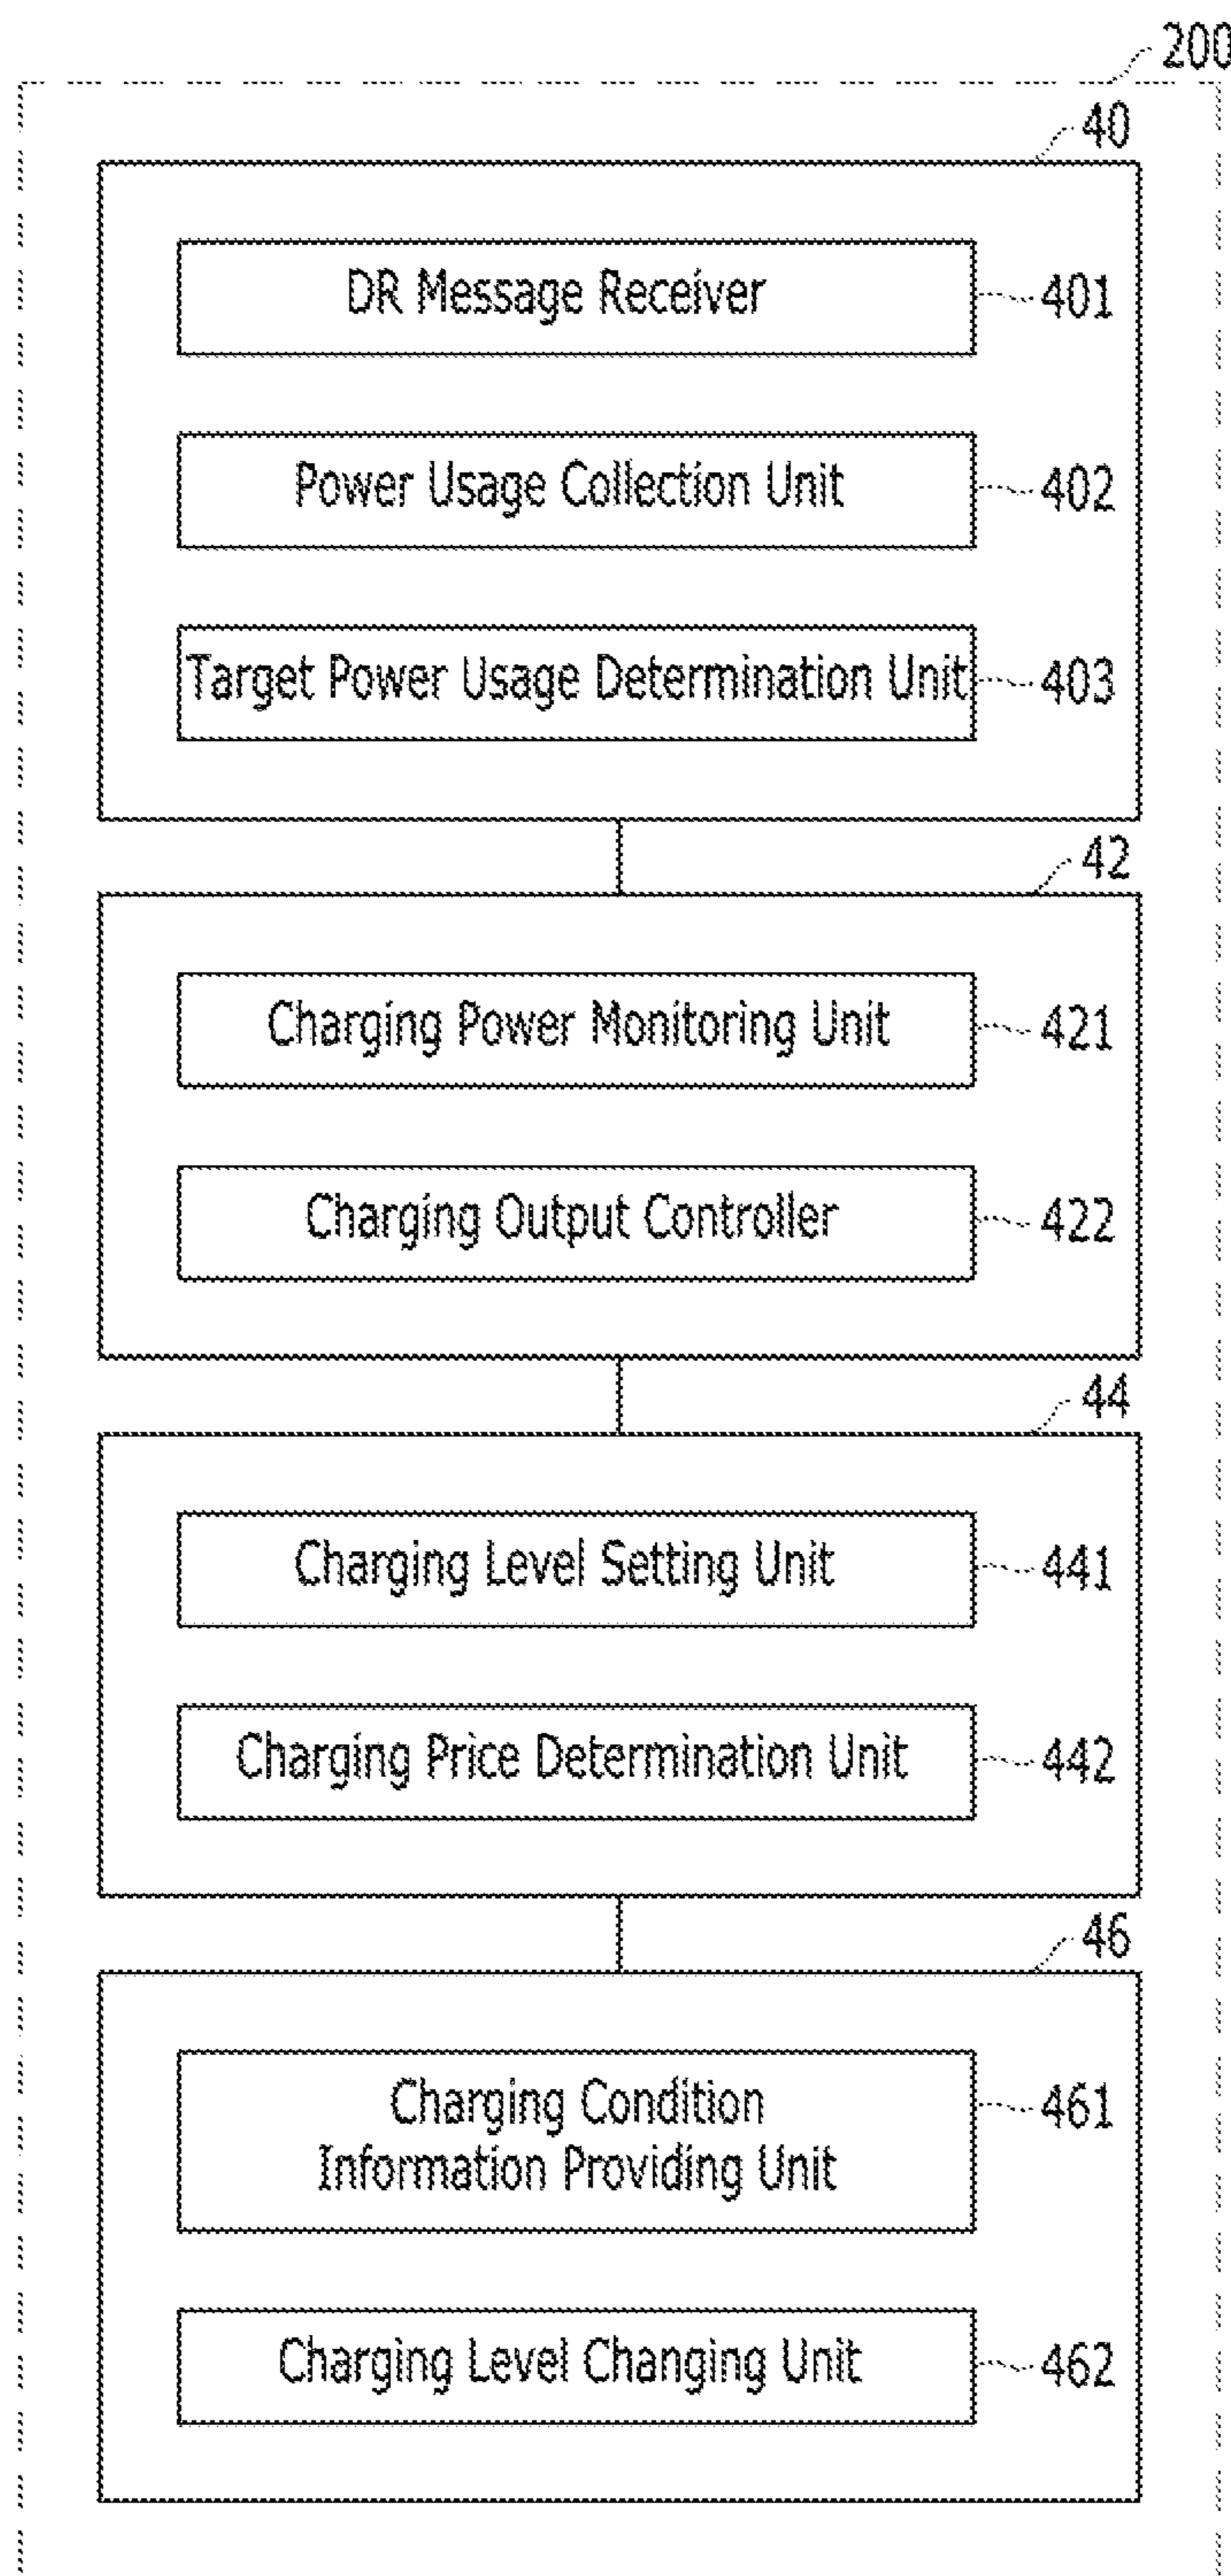 200
40
DR Message Receiver
401
Power Usage Collection Unit
402
Target Power Usage Determination Unit
403
42
Charging Power Monitoring Unit
421
Charging Output Controller
422
44
Charging Level Setting Unit
441
Charging Price Determination Unit
442
46
Charging Condition
Information Providing Unit
461
Charging Level Changing Unit
462